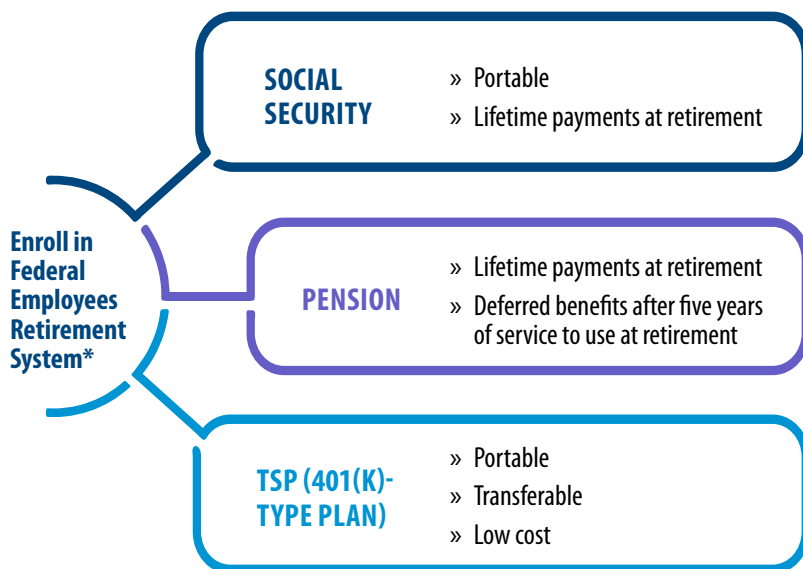 Enroll in
Federal
Employees
Retirement
System*
SOCIAL
SECURITY
» Portable
» Lifetime payments at retirement
PENSION
» Lifetime payments at retirement
» Deferred benefits after five years
of service to use at retirement
TSP (401(K)-
TYPE PLAN)
» Portable
» Transferable
» Low cost